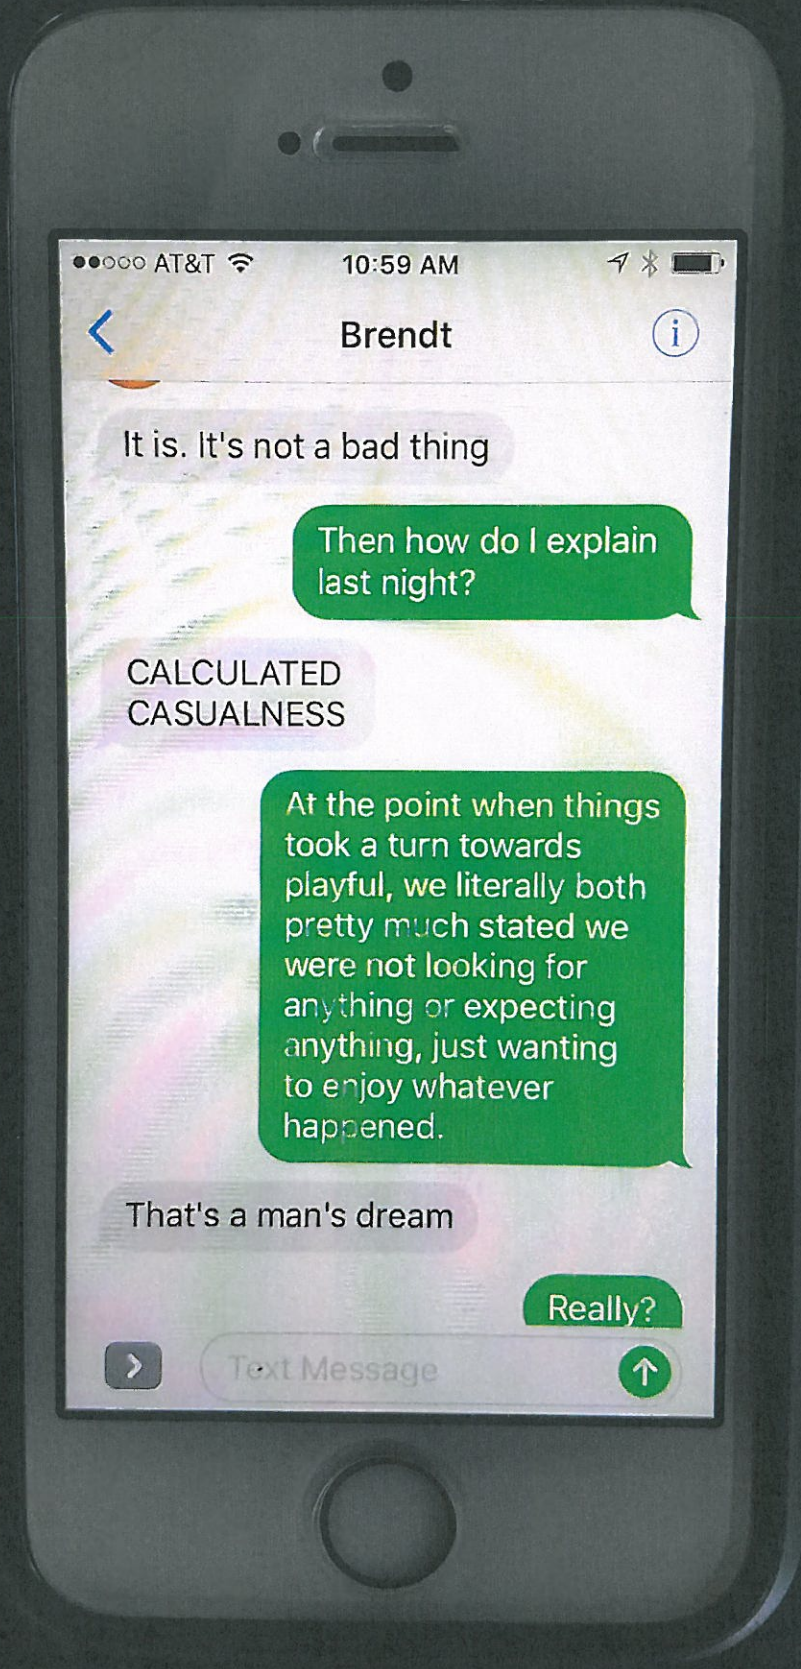 AT&T 10:59 AM
Brendt
It is. It's not a bad thing
Then how do I explain
last night?
CALCULATED
CASUALNESS
At the point when things
took a turn towards
playful, we literally both
pretty much stated we
were not looking for
anything or expecting
anything, just wanting
to enjoy whatever
happened.
That's a man's dream
Really?
Text Message